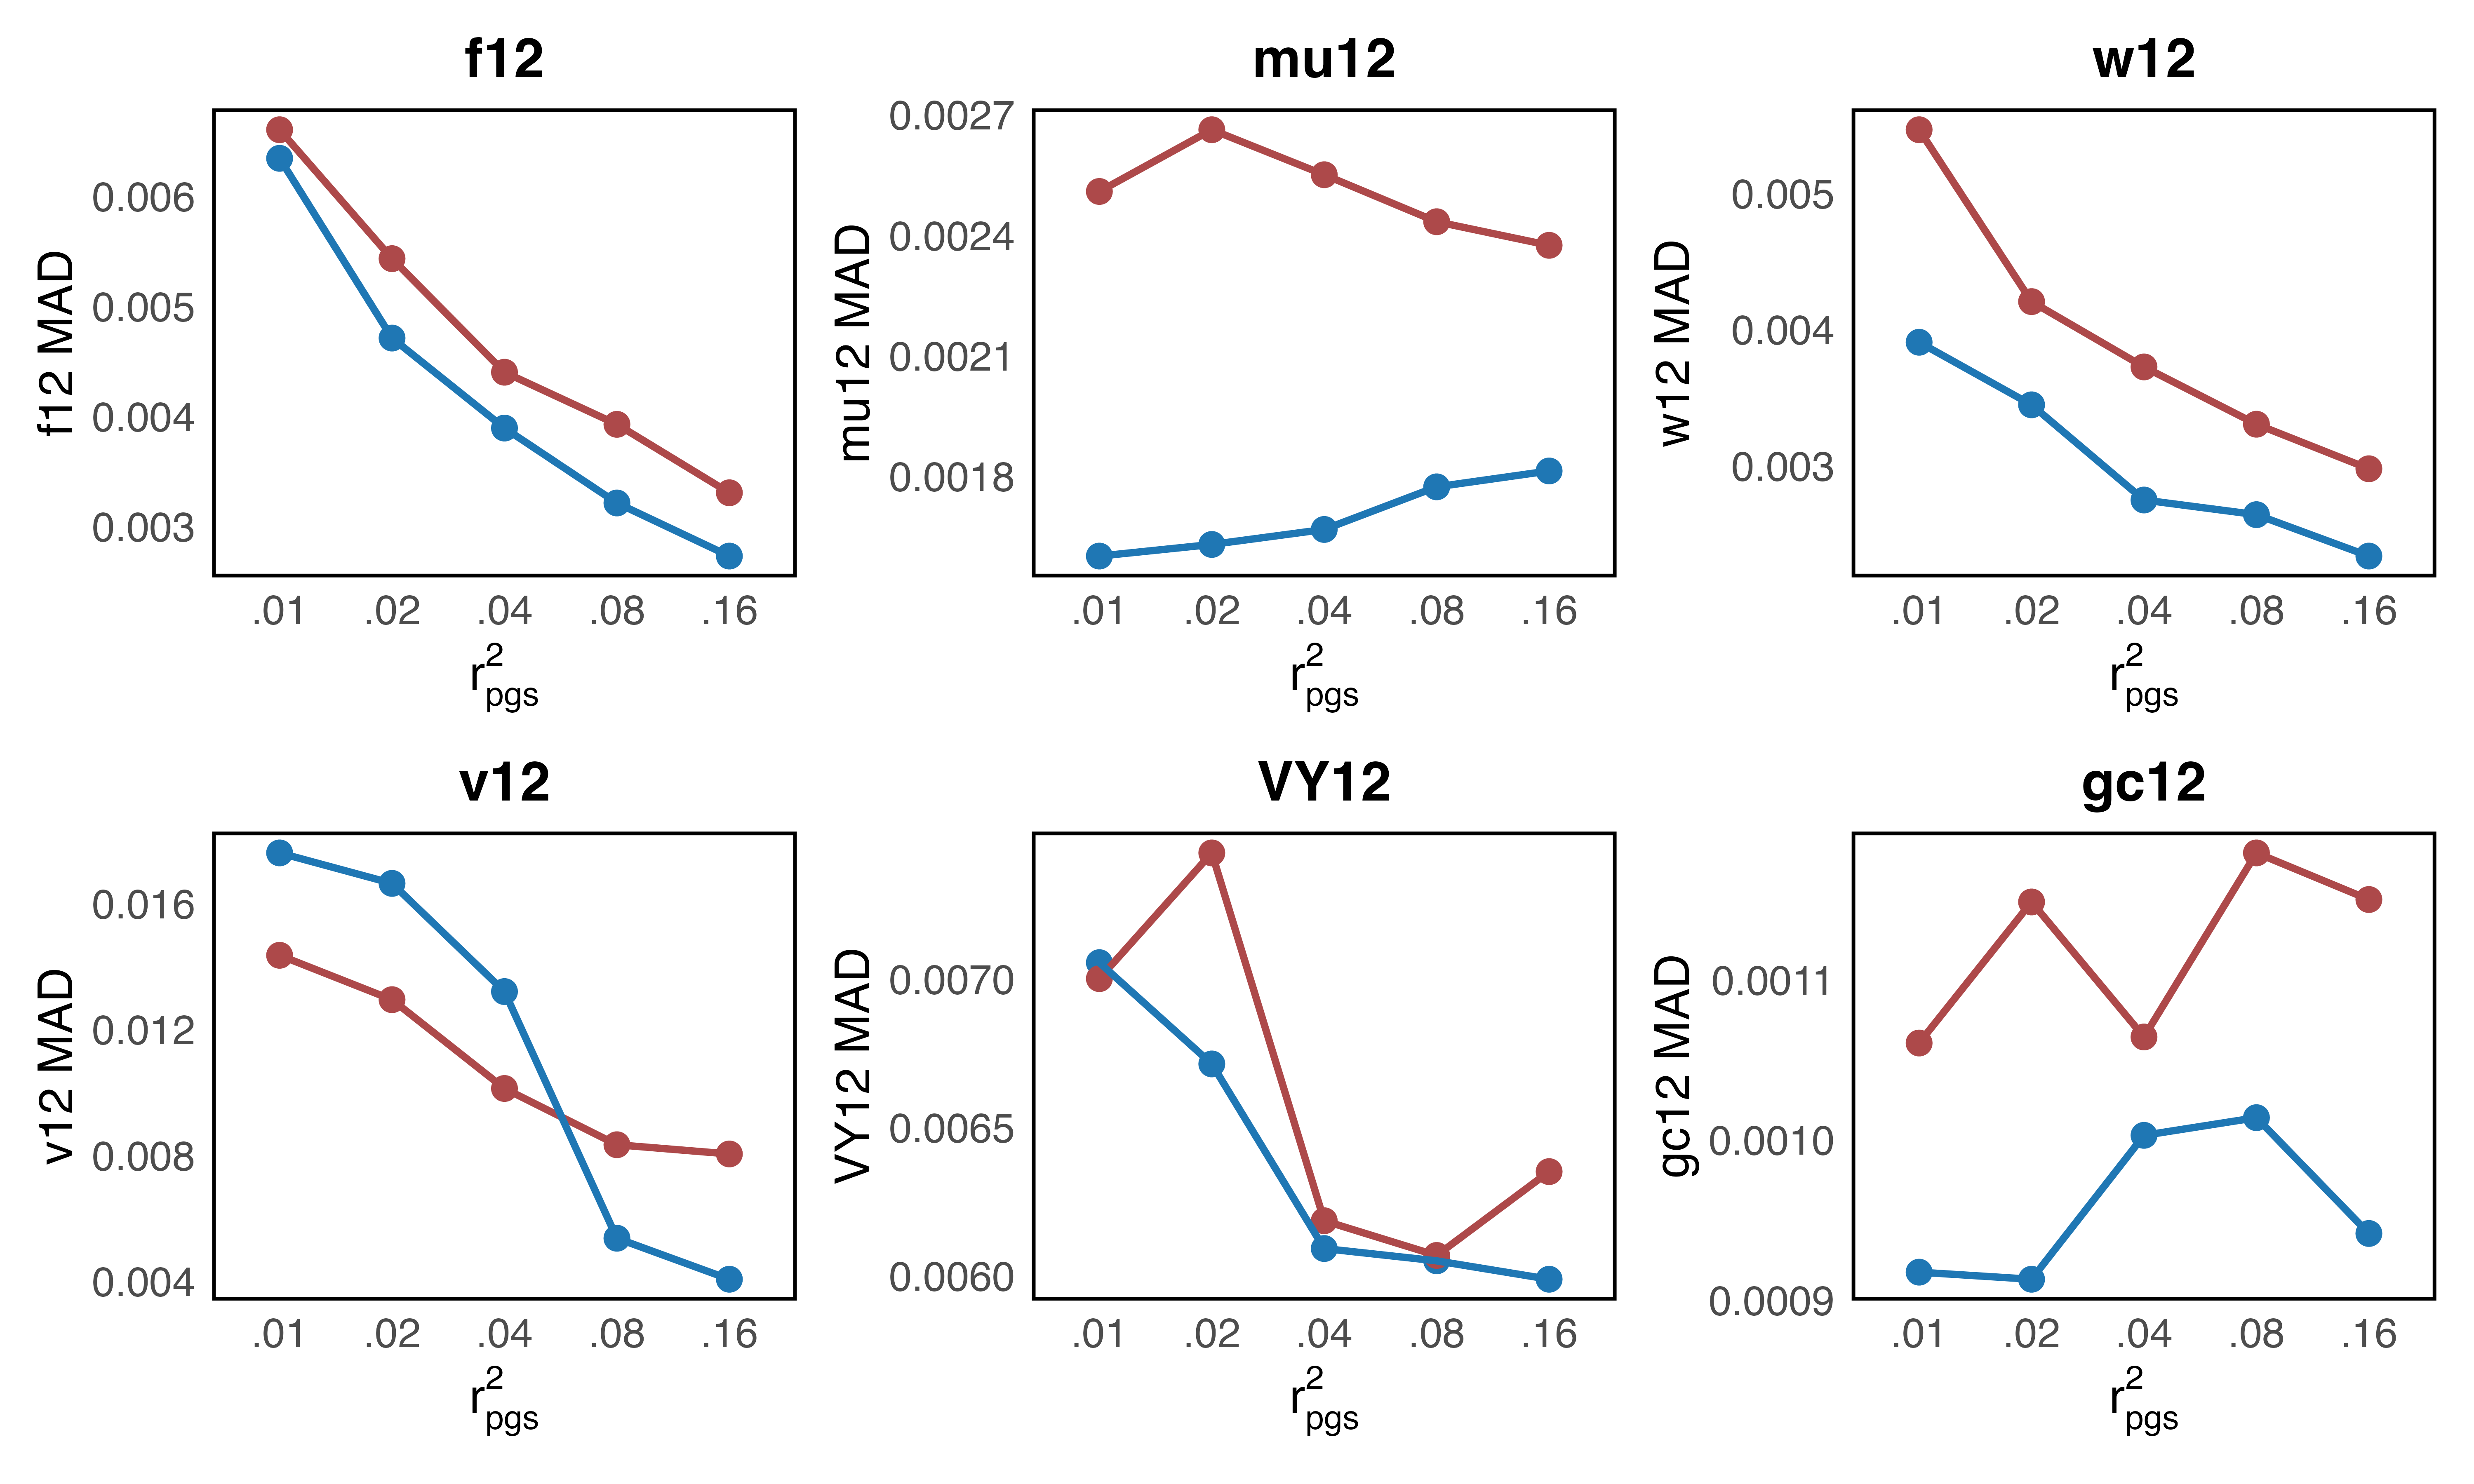 f12
f12 MAD
0.006
0.005
0.004
0.003
.01 .02 .04 .08 .16
r²pgs
mu12
mu12 MAD
0.0027
0.0024
0.0021
0.0018
.01 .02 .04 .08 .16
r²pgs
w12
w12 MAD
0.005
0.004
0.003
.01 .02 .04 .08 .16
r²pgs
v12
v12 MAD
0.016
0.012
0.008
0.004
.01 .02 .04 .08 .16
r²pgs
VY12
VY12 MAD
0.0070
0.0065
0.0060
.01 .02 .04 .08 .16
r²pgs
gc12
gc12 MAD
0.0011
0.0010
0.0009
.01 .02 .04 .08 .16
r²pgs